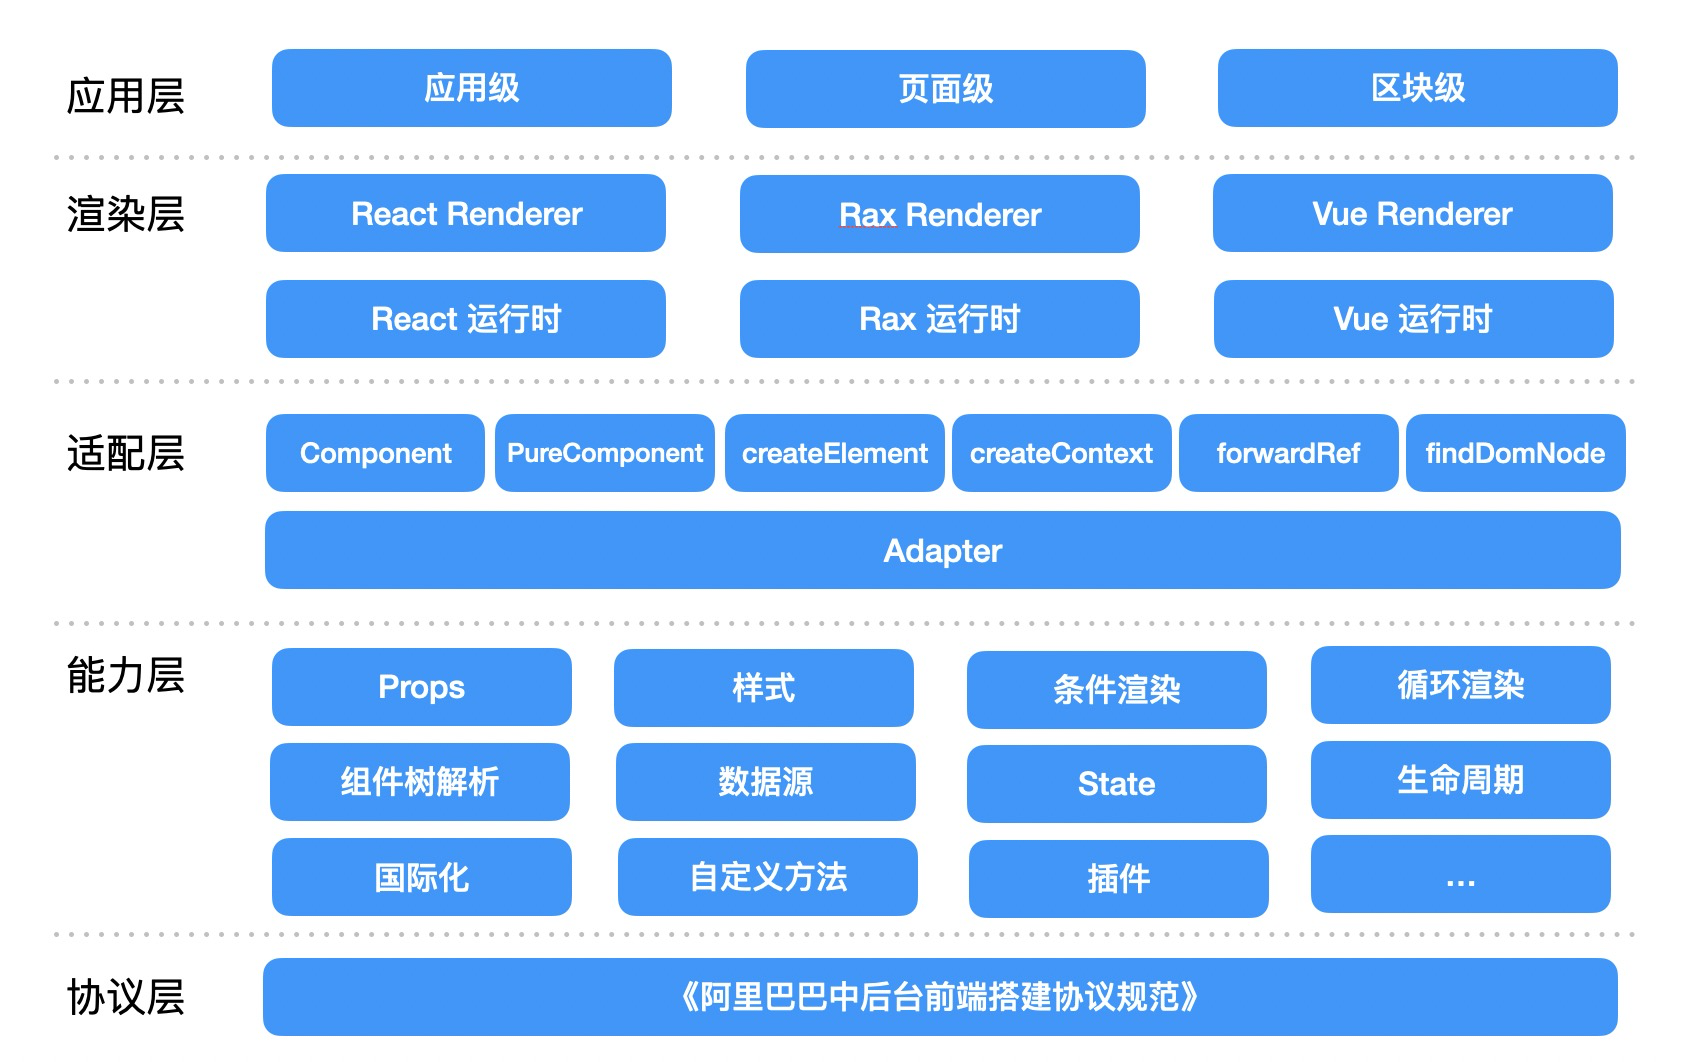 应用层
应用级
页面级
区块级
渲染层
React Renderer
Rax Renderer
Vue Renderer
React 运行时
Rax 运行时
Vue 运行时
适配层
Component
PureComponent
createElement
createContext
forwardRef
findDomNode
Adapter
能力层
Props
样式
条件渲染
循环渲染
组件树解析
数据源
State
生命周期
国际化
自定义方法
插件
...
协议层
《阿里巴巴中后台前端搭建协议规范》